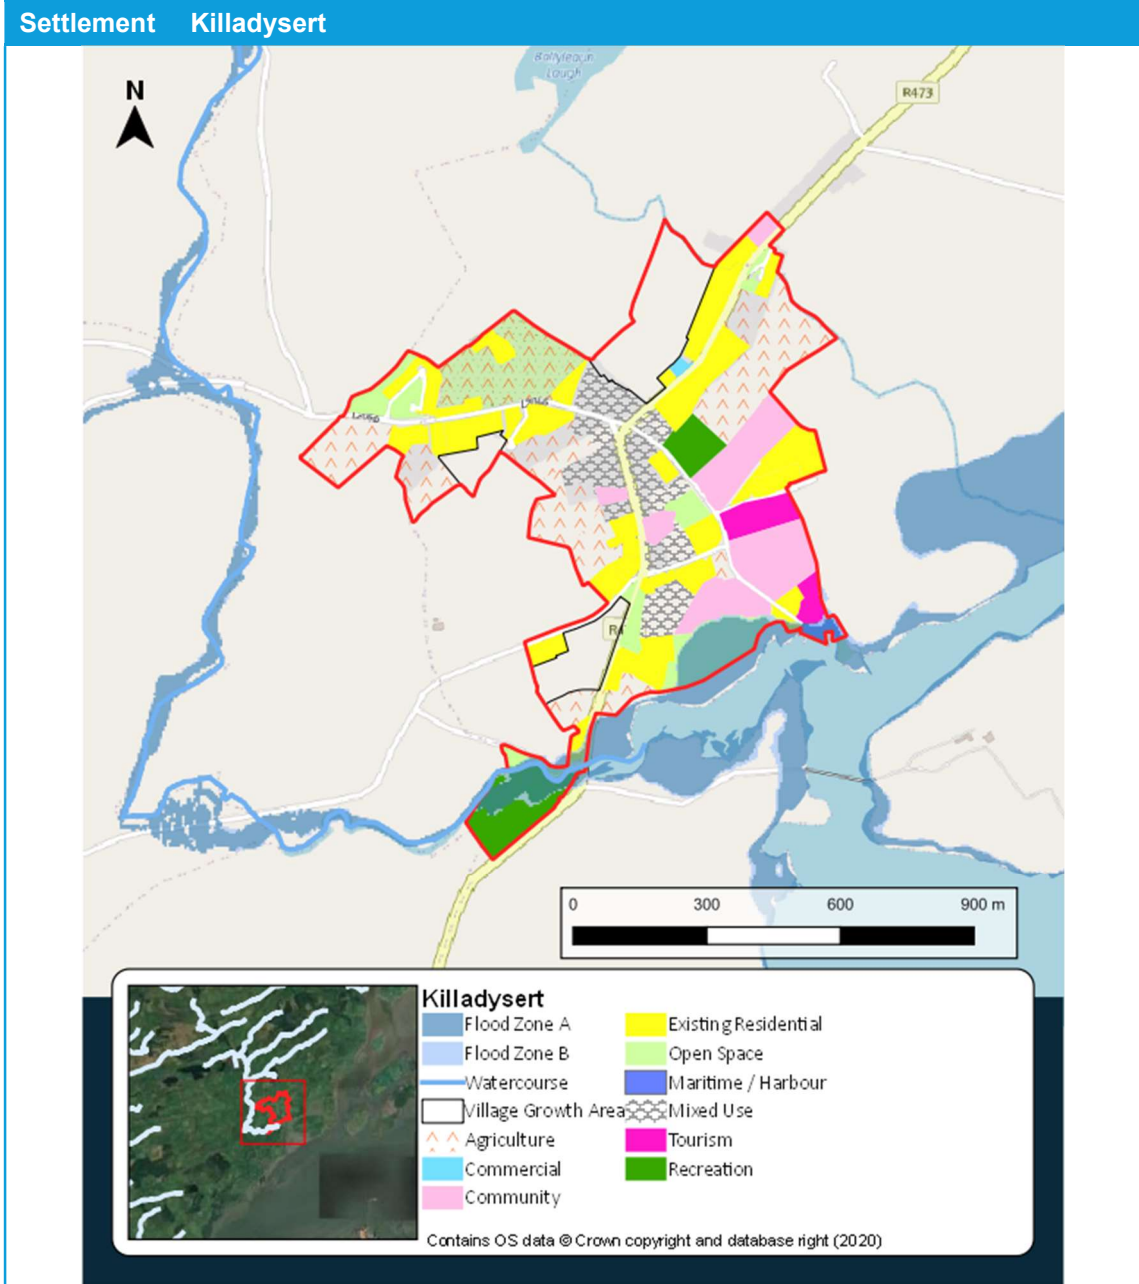 Settlement Killadysert
Ballyleacin
Lough
N
R473
0 300 600 900 m
Killadysert
Flood Zone A
Existing Residential
Flood Zone B
Open Space
Watercourse
Maritime / Harbour
Village Growth Area
Mixed Use
Agriculture
Tourism
Commercial
Recreation
Community
Contains OS data © Crown copyright and database right (2020)